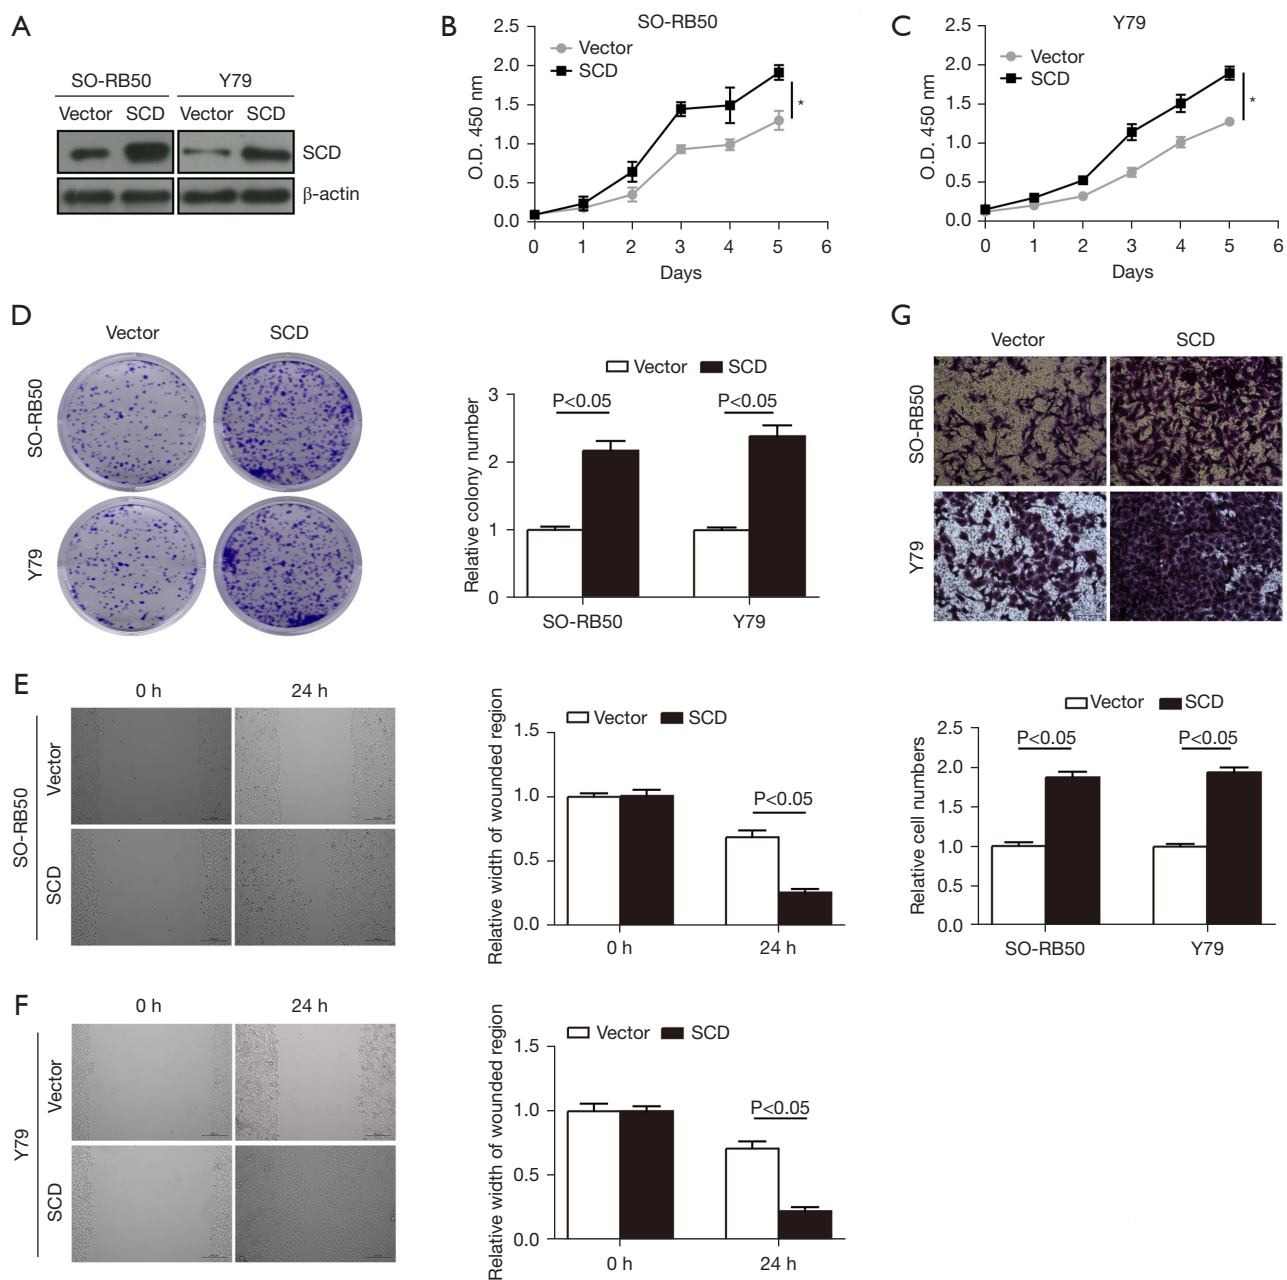 A
SO-RB50 Y79
Vector SCD Vector SCD
SCD
β-actin
B
SO-RB50
Vector
SCD
O.D. 450 nm
2.5
2.0
1.5
1.0
0.5
0.0
0 1 2 3 4 5 6
Days
*
C
Y79
Vector
SCD
O.D. 450 nm
2.5
2.0
1.5
1.0
0.5
0.0
0 1 2 3 4 5 6
Days
*
D
Vector SCD
SO-RB50
Y79
Vector SCD
Relative colony number
3
2
1
0
P<0.05 P<0.05
SO-RB50 Y79
E
0 h 24 h
SO-RB50
Vector
SCD
Vector SCD
Relative width of wounded region
1.5
1.0
0.5
0.0
P<0.05
0 h 24 h
F
0 h 24 h
Y79
Vector
SCD
Vector SCD
Relative width of wounded region
1.5
1.0
0.5
0.0
P<0.05
0 h 24 h
G
Vector SCD
SO-RB50
Y79
Vector SCD
Relative cell numbers
2.5
2.0
1.5
1.0
0.5
0.0
P<0.05 P<0.05
SO-RB50 Y79